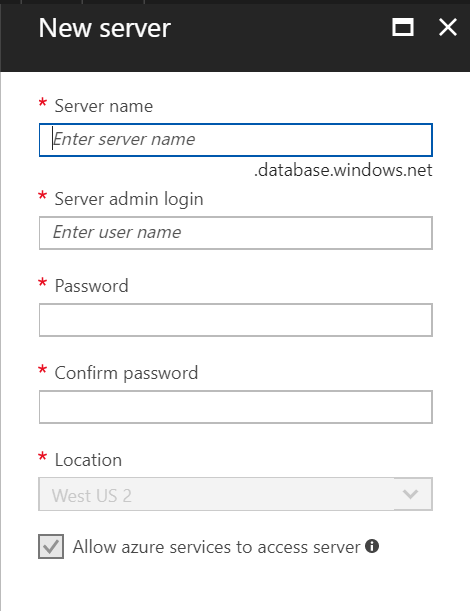 New server
* Server name
Enter server name
.database.windows.net
* Server admin login
Enter user name
* Password
* Confirm password
* Location
West US 2
Allow azure services to access server